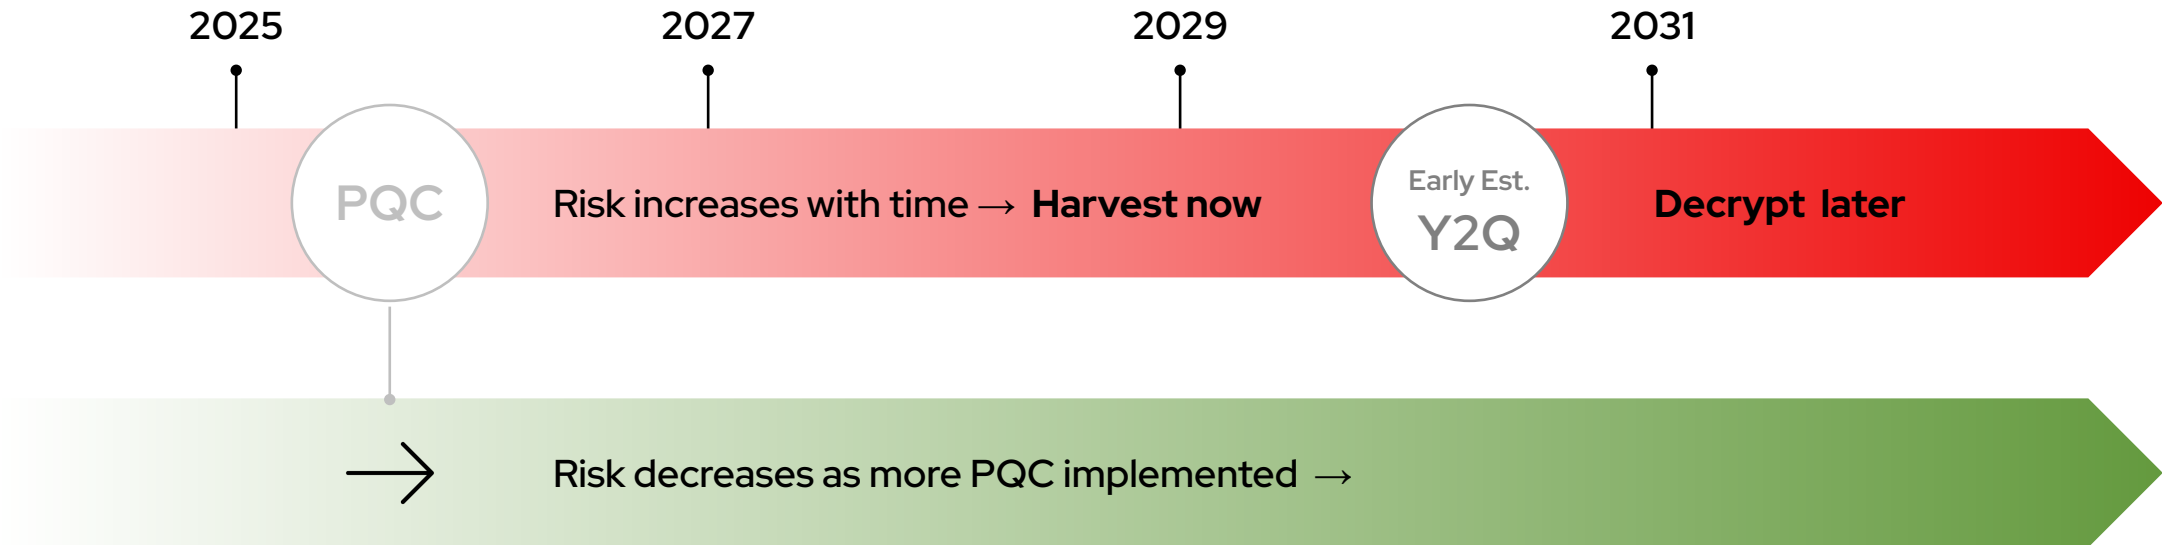 2025 2027 2029 2031
PQC
Risk increases with time → Harvest now
Early Est.
Y2Q
Decrypt later
Risk decreases as more PQC implemented →